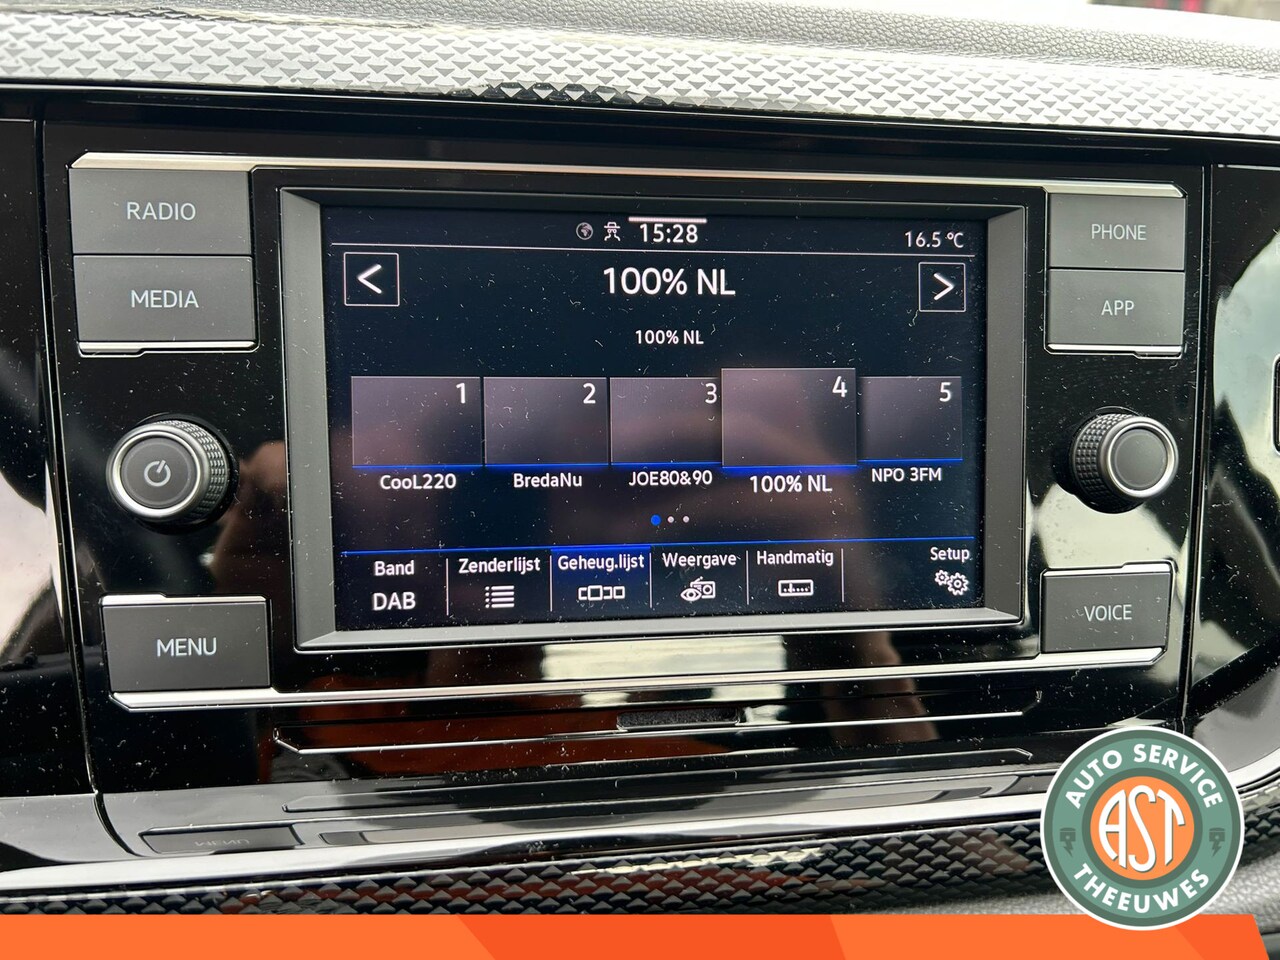 RADIO
MEDIA
MENU
PHONE
APP
VOICE
15:28
16.5 °C
<
100% NL
>
100% NL
1
2
3
4
5
CooL220
BredaNu
JOE80&90
100% NL
NPO 3FM
Band
DAB
Zenderlijst
Geheug.lijst
Weergave
Handmatig
Setup
AUTO SERVICE
AST
THEEUWES